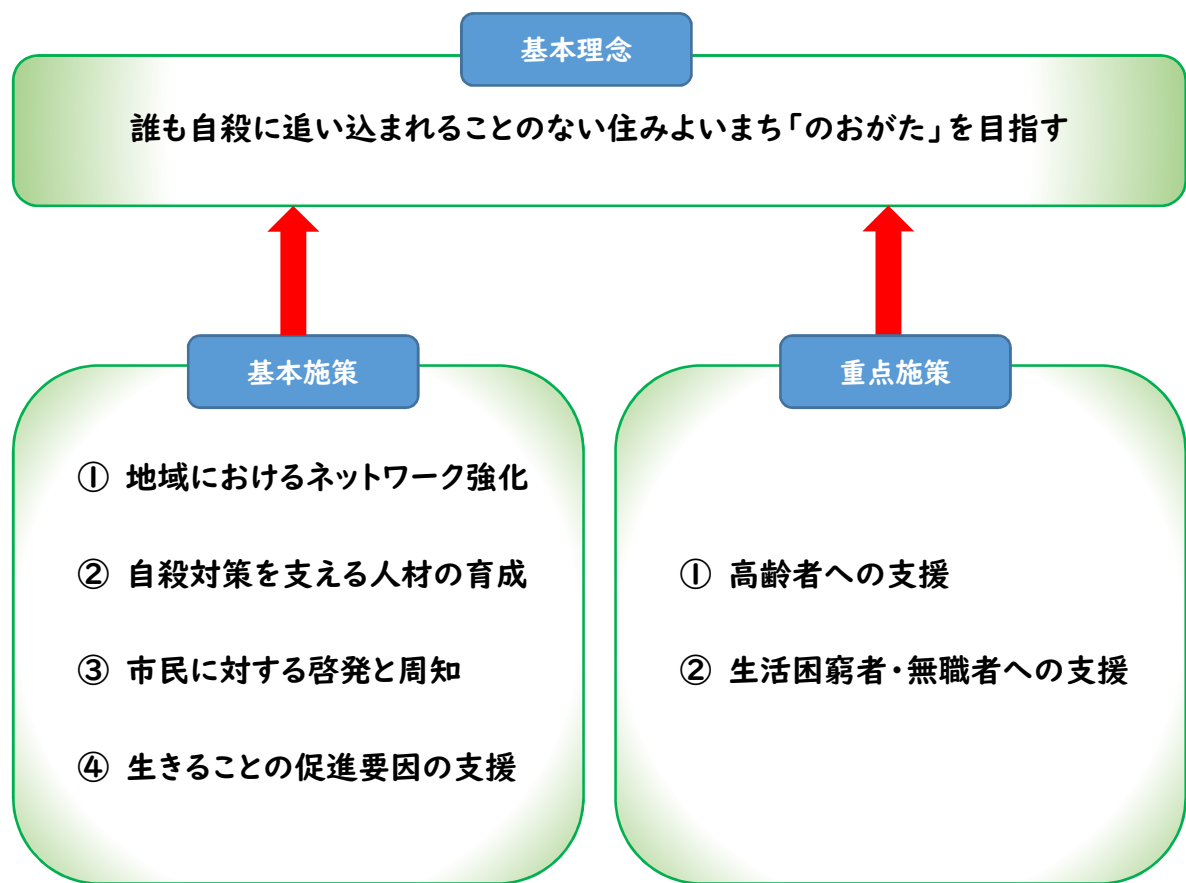 基本理念
誰も自殺に追い込まれることのない住みよいまち「のおがた」を目指す
基本施策
① 地域におけるネットワーク強化
② 自殺対策を支える人材の育成
③ 市民に対する啓発と周知
④ 生きることの促進要因の支援
重点施策
① 高齢者への支援
② 生活困窮者・無職者への支援